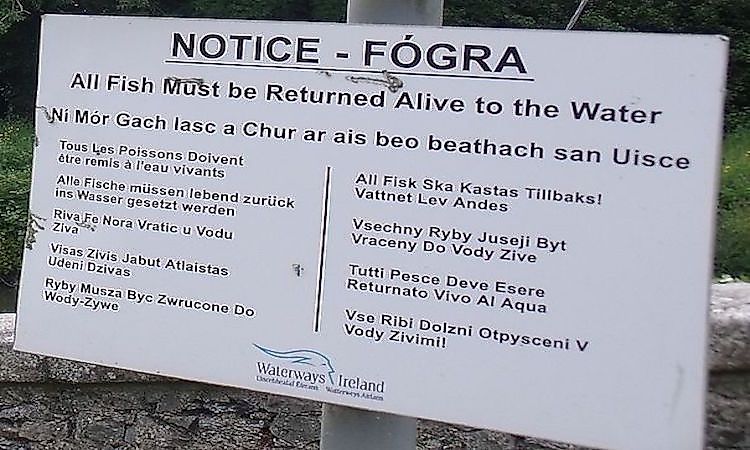 NOTICE - FÓGRA
All Fish Must be Returned Alive to the Water
Ní Mór Gach Iasc a Chur ar ais beo beathach san Uisce
Tous Les Poissons Doivent
être remis à l'eau vivants
Alle Fische müssen lebend zurück
ins Wasser gesetzt werden
Riva Fe Nora Vratic u Vodu
Ziva
Visas Zivis Jabut Atlaistas
Udeni Dzivas
Ryby Musza Byc Zwrucone Do
Wody-Zywe
All Fisk Ska Kastas Tillbaks!
Vattnet Lev Andes
Vsechny Ryby Juseji Byt
Vraceny Do Vody Zive
Tutti Pesce Deve Esere
Returnato Vivo Al Aqua
Vse Ribi Dolzni Otpysceni V
Vody Zivimi!
Waterways Ireland
Uiscebhealaí Éireann Watterweys Airlann